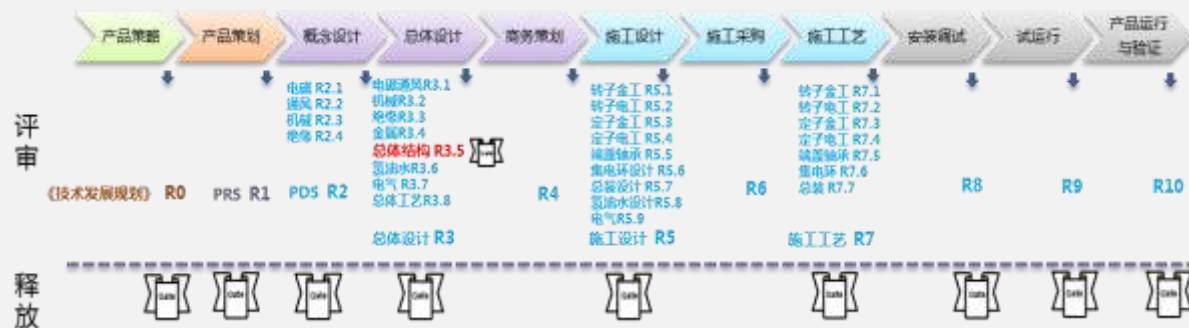 产品策略
产品策划
概念设计
总体设计
商务策划
施工设计
施工采购
施工工艺
安装调试
试运行
产品运行
与验证
评
审
电磁 R2.1
通风 R2.2
机械 R2.3
绝缘 R2.4
电磁通风R3.1
机械R3.2
绝缘R3.3
金属R3.4
总体结构 R3.5
氢油水R3.6
电气 R3.7
总体工艺R3.8
转子金工 R5.1
转子电工 R5.2
定子金工 R5.3
定子电工 R5.4
端盖轴承 R5.5
集电环设计 R5.6
总装设计 R5.7
氢油水设计R5.8
电气R5.9
转子金工 R7.1
转子电工 R7.2
定子金工 R7.3
定子电工 R7.4
端盖轴承 R7.5
集电环 R7.6
总装 R7.7
Gate
《技术发展规划》 R0
PRS R1
PDS R2
R4
R6
R8
R9
R10
总体设计 R3
施工设计 R5
施工工艺 R7
释
放
Gate
Gate
Gate
Gate
Gate
Gate
Gate
Gate
Gate